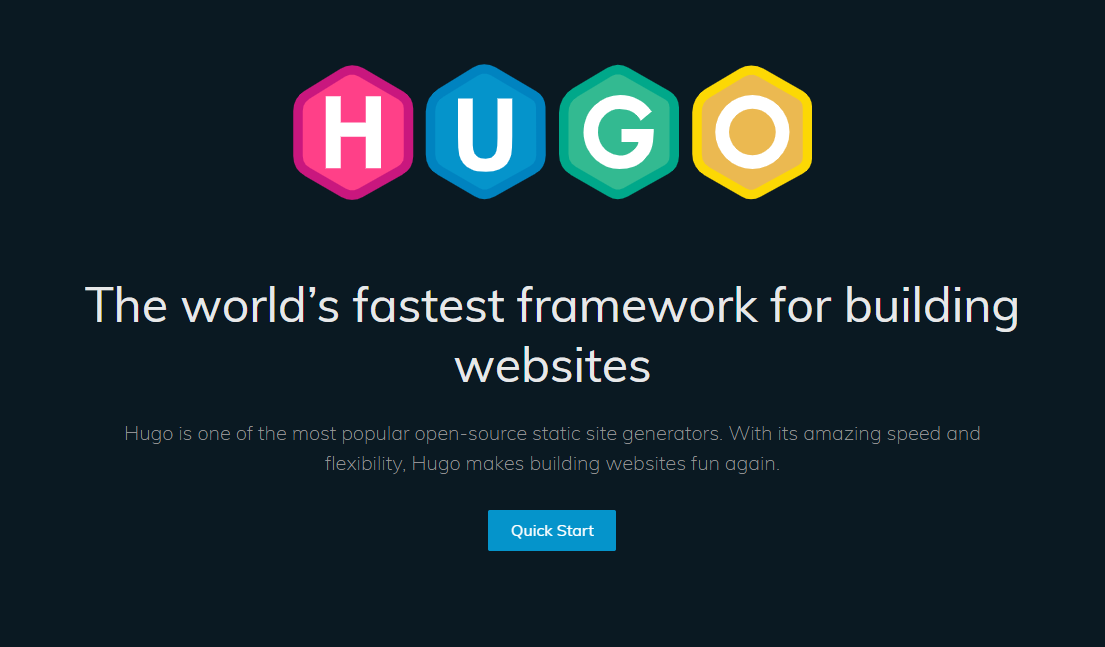 HUGO
The world’s fastest framework for building
websites
Hugo is one of the most popular open-source static site generators. With its amazing speed and
flexibility, Hugo makes building websites fun again.
Quick Start